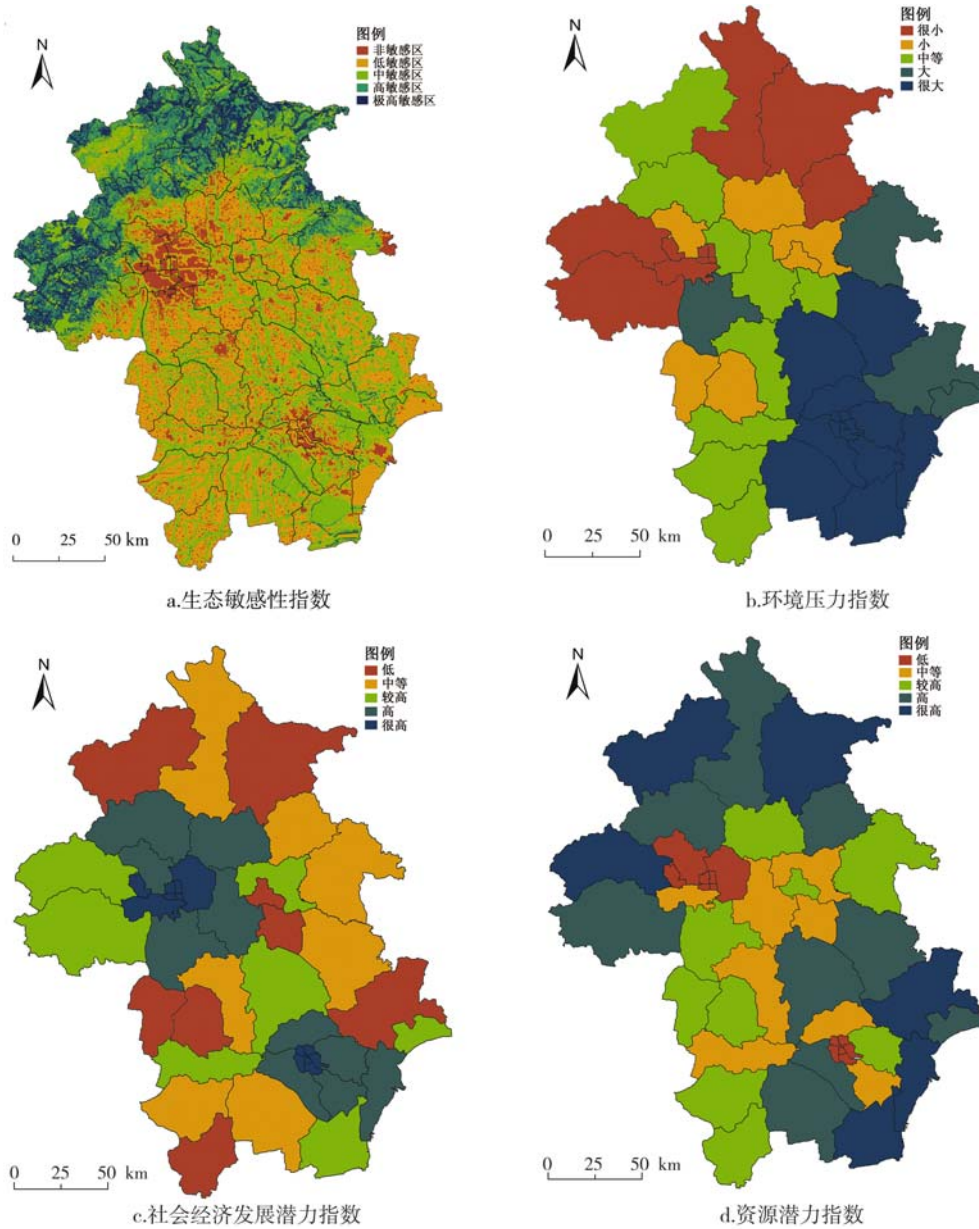 N
图例
非敏感区
低敏感区
中敏感区
高敏感区
极高敏感区
0 25 50 km
a.生态敏感性指数
N
图例
很小
小
中等
大
很大
0 25 50 km
b.环境压力指数
N
图例
低
中等
较高
高
很高
0 25 50 km
c.社会经济发展潜力指数
N
图例
低
中等
较高
高
很高
0 25 50 km
d.资源潜力指数